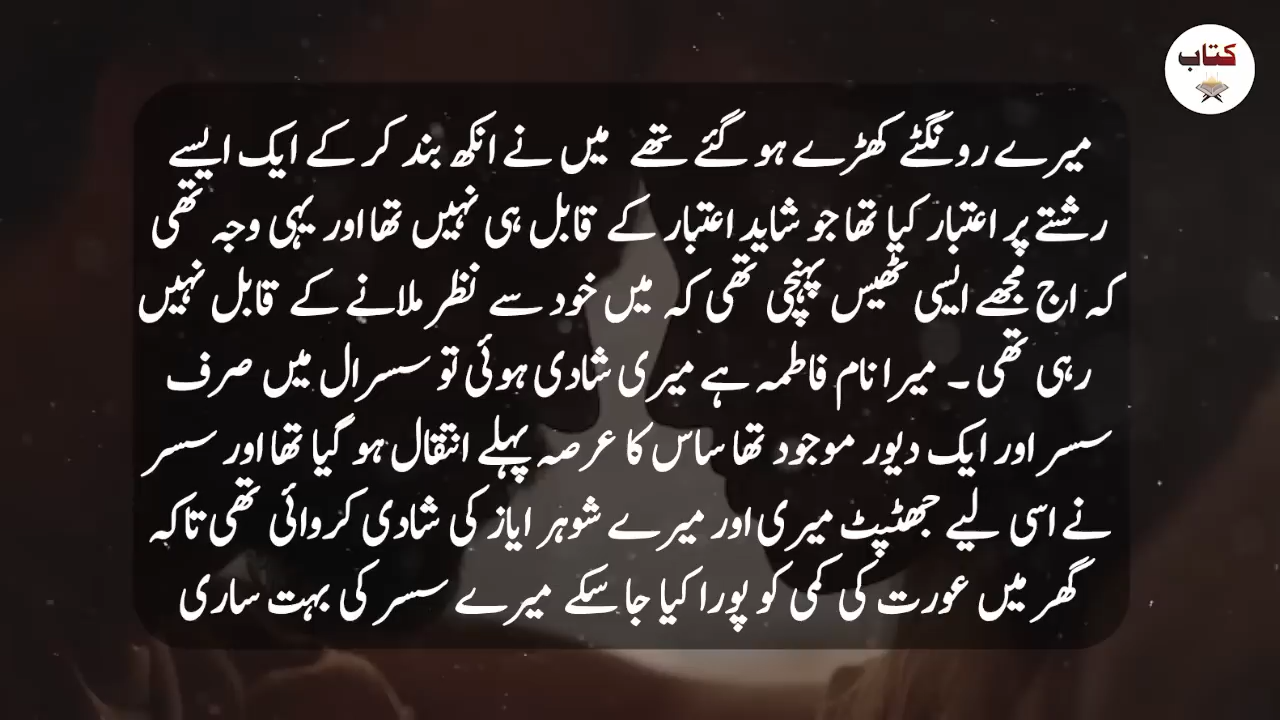 کتاب
میرے رونگٹے کھڑے ہو گئے تھے میں نے انکھ بند کر کے ایک ایسے
رشتے پر اعتبار کیا تھا جو شاید اعتبار کے قابل ہی نہیں تھا اور یہی وجہ تھی
کہ اج مجھے ایسی ٹھیس پہنچی تھی کہ میں خود سے نظر ملانے کے قابل نہیں
رہی تھی ۔ میرا نام فاطمہ ہے میری شادی ہوئی تو سسرال میں صرف
سسر اور ایک دیور موجود تھا ساس کا عرصہ پہلے انتقال ہو گیا تھا اور سسر
نے اسی لیے جھٹپٹ میری اور میرے شوہر ایاز کی شادی کروائی تھی تاکہ
گھر میں عورت کی کمی کو پورا کیا جا سکے میرے سسر کی بہت ساری